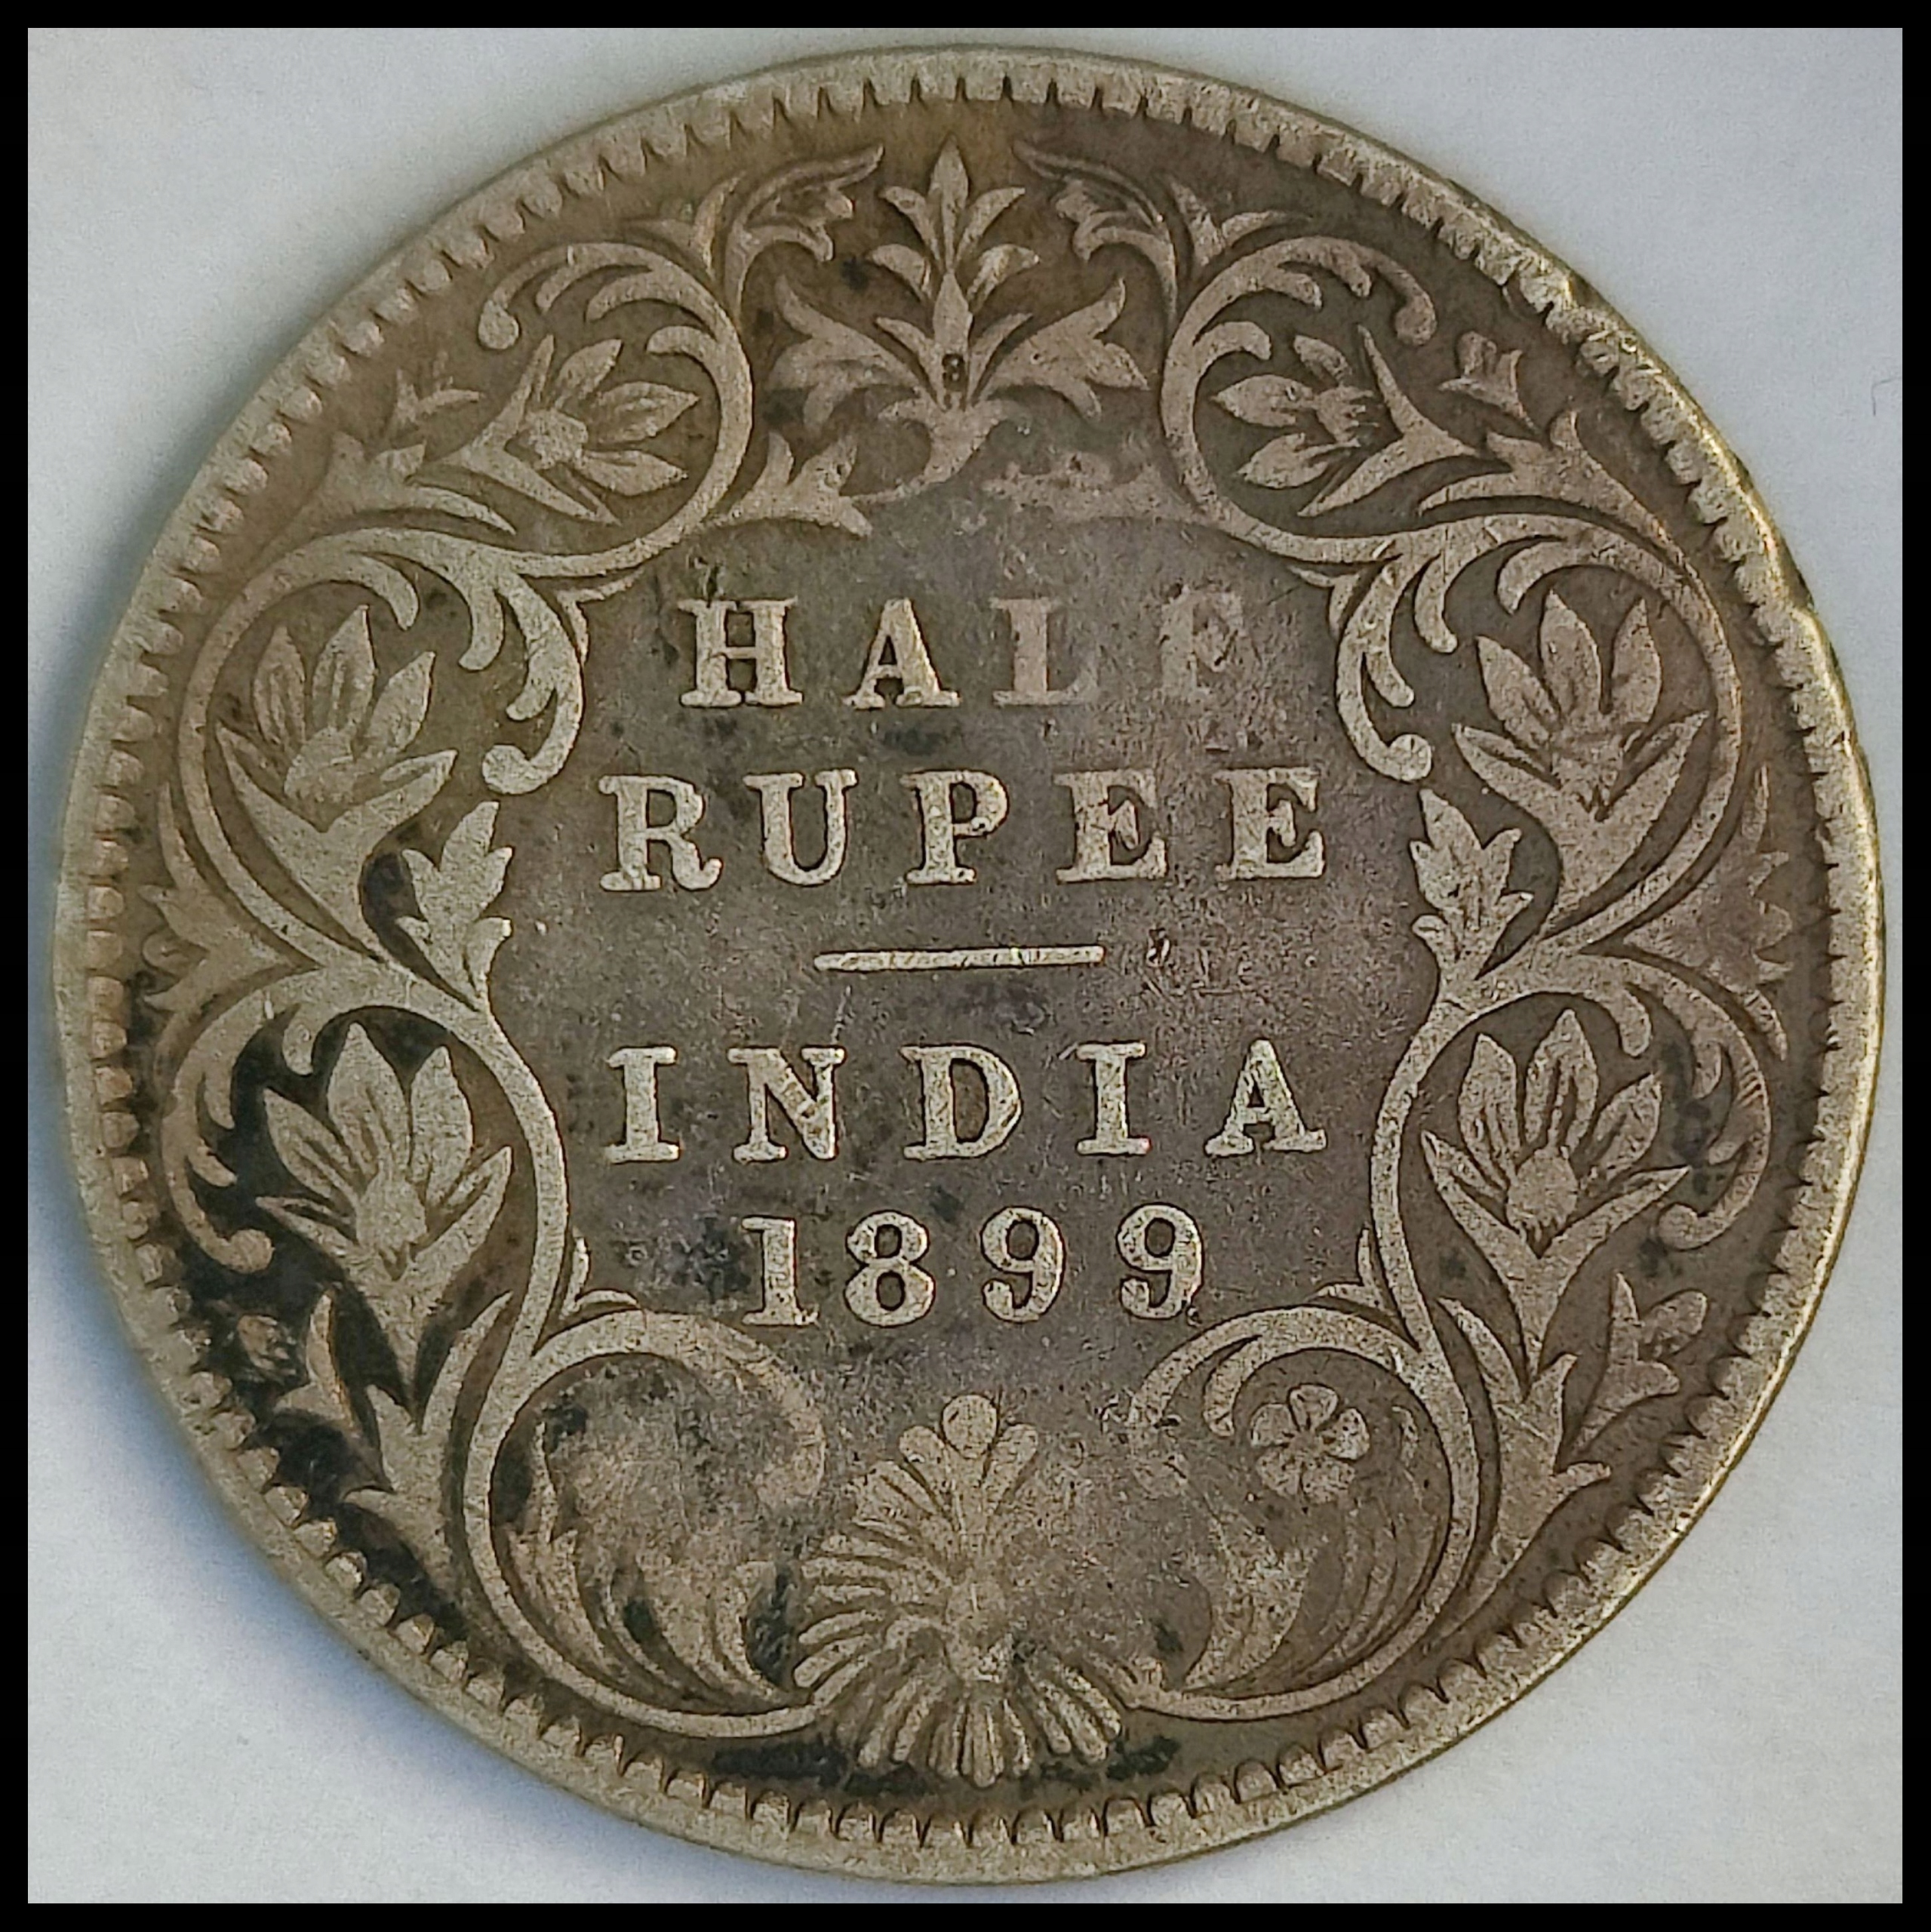 B
HALF
RUPEE
INDIA
1899